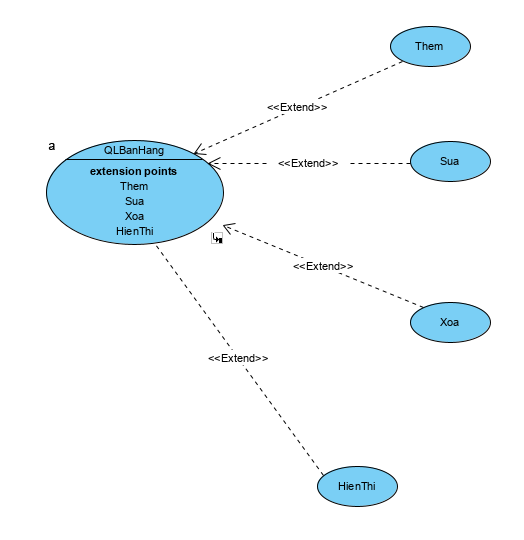 Them
<<Extend>>
a
QLBanHang
extension points
Them
Sua
Xoa
HienThi
<<Extend>>
Sua
<<Extend>>
Xoa
<<Extend>>
HienThi